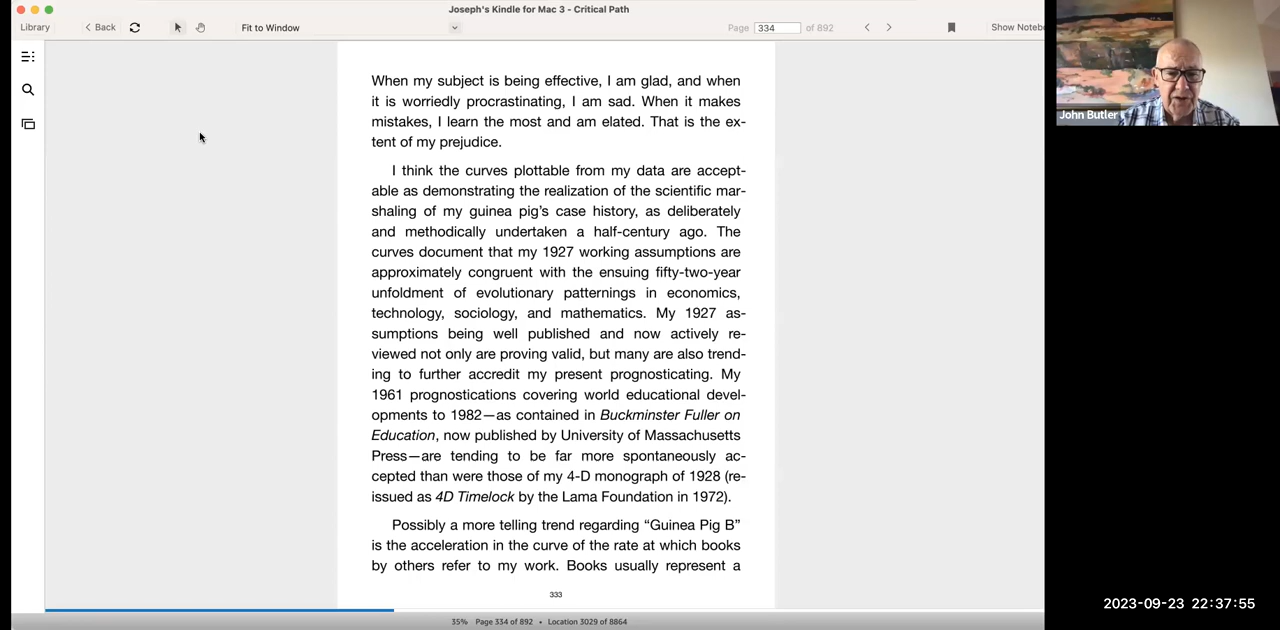 Joseph's Kindle for Mac 3 - Critical Path
Library
Back
Fit to Window
Page 334 of 892
Show Notebo
When my subject is being effective, I am glad, and when
it is worriedly procrastinating, I am sad. When it makes
mistakes, I learn the most and am elated. That is the ex-
tent of my prejudice.
I think the curves plottable from my data are accept-
able as demonstrating the realization of the scientific mar-
shaling of my guinea pig's case history, as deliberately
and methodically undertaken a half-century ago. The
curves document that my 1927 working assumptions are
approximately congruent with the ensuing fifty-two-year
unfoldment of evolutionary patternings in economics,
technology, sociology, and mathematics. My 1927 as-
sumptions being well published and now actively re-
viewed not only are proving valid, but many are also trend-
ing to further accredit my present prognosticating. My
1961 prognostications covering world educational devel-
opments to 1982—as contained in Buckminster Fuller on
Education, now published by University of Massachusetts
Press—are tending to be far more spontaneously ac-
cepted than were those of my 4-D monograph of 1928 (re-
issued as 4D Timelock by the Lama Foundation in 1972).
Possibly a more telling trend regarding “Guinea Pig B”
is the acceleration in the curve of the rate at which books
by others refer to my work. Books usually represent a
333
35% Page 334 of 892 • Location 3029 of 8864
John Butler
2023-09-23 22:37:55